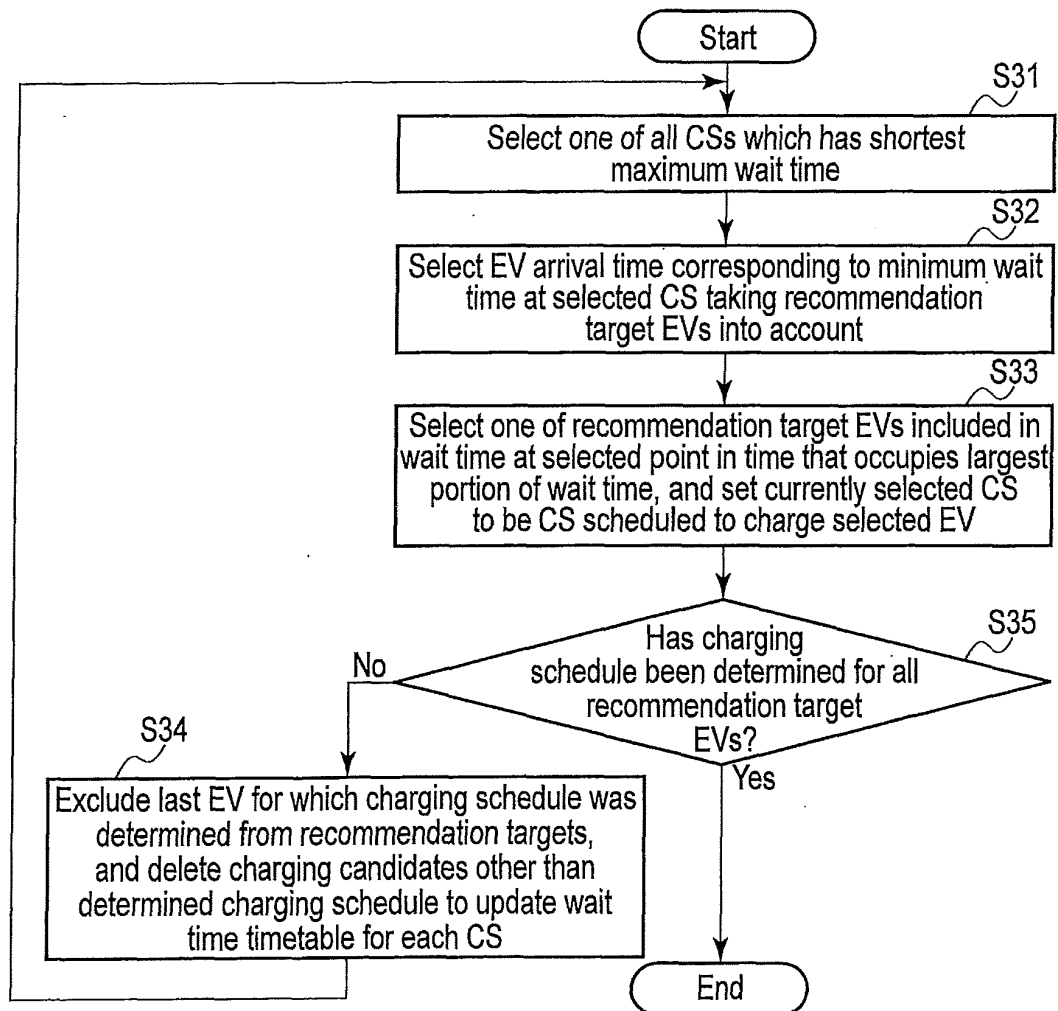 Start
S31
Select one of all CSs which has shortest
maximum wait time
S32
Select EV arrival time corresponding to minimum wait
time at selected CS taking recommendation
target EVs into account
S33
Select one of recommendation target EVs included in
wait time at selected point in time that occupies largest
portion of wait time, and set currently selected CS
to be CS scheduled to charge selected EV
S35
Has charging
schedule been determined for all
recommendation target
EVs?
No
Yes
S34
Exclude last EV for which charging schedule was
determined from recommendation targets,
and delete charging candidates other than
determined charging schedule to update wait
time timetable for each CS
End